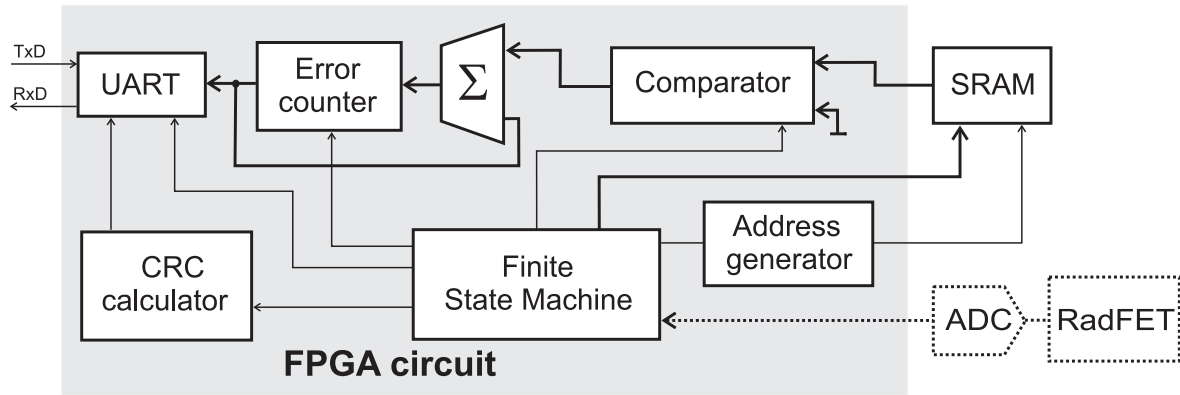 TxD
RxD
UART
Error
counter
Σ
Comparator
SRAM
CRC
calculator
Finite
State Machine
Address
generator
ADC
RadFET
FPGA circuit